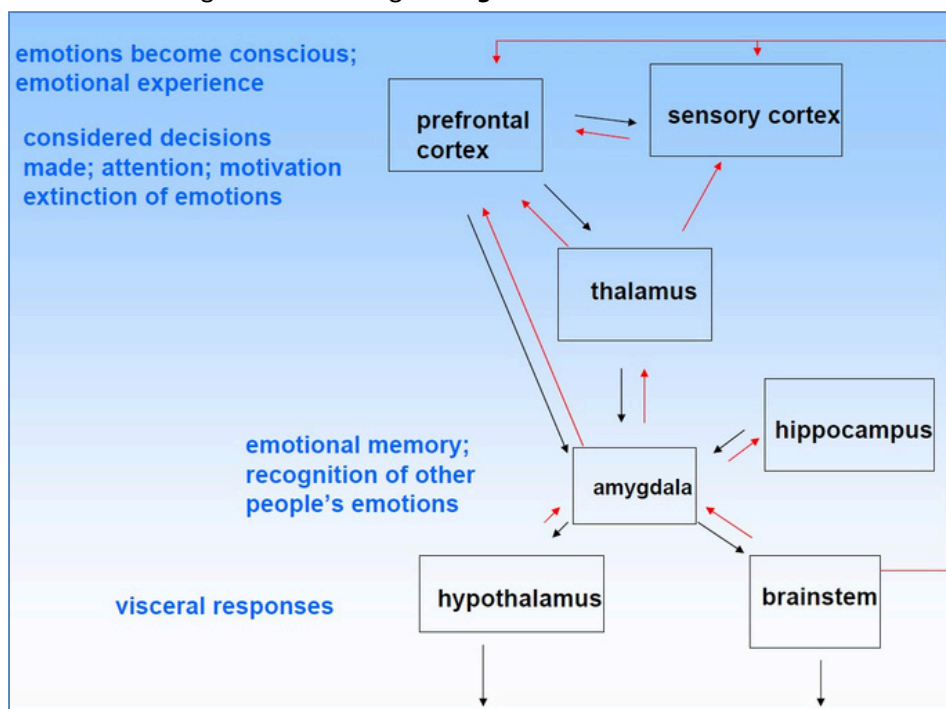 emotions become conscious;
emotional experience
considered decisions
made; attention; motivation
extinction of emotions
prefrontal
cortex
sensory cortex
thalamus
hippocampus
emotional memory;
recognition of other
people's emotions
amygdala
hypothalamus
brainstem
visceral responses